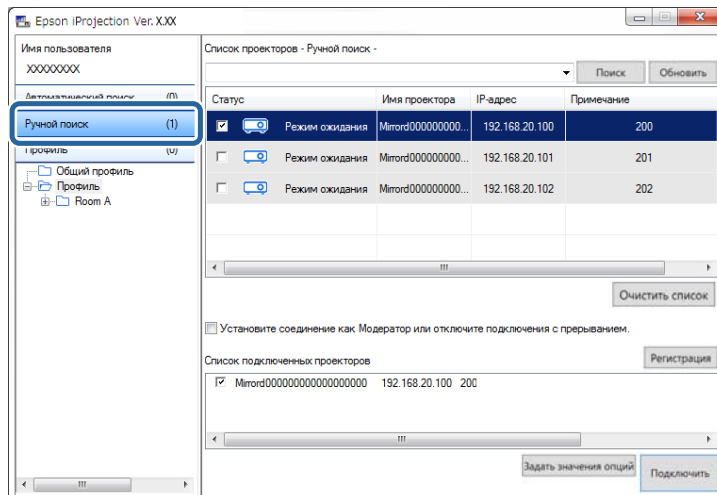 Epson iProjection Ver. X.XX
Имя пользователя
XXXXXXXX
Автоматический поиск (0)
Ручной поиск (1)
Профиль (0)
Общий профиль
Профиль
Room A
Список проекторов - Ручной поиск -
Поиск Обновить
Статус Имя проектора IP-адрес Примечание
Режим ожидания Mirrord000000000... 192.168.20.100 200
Режим ожидания Mirrord000000000... 192.168.20.101 201
Режим ожидания Mirrord000000000... 192.168.20.102 202
Очистить список
Установите соединение как Модератор или отключите подключения с прерыванием.
Список подключенных проекторов
Регистрация
Mirrord000000000000000000 192.168.20.100 200
Задать значения опций Подключить